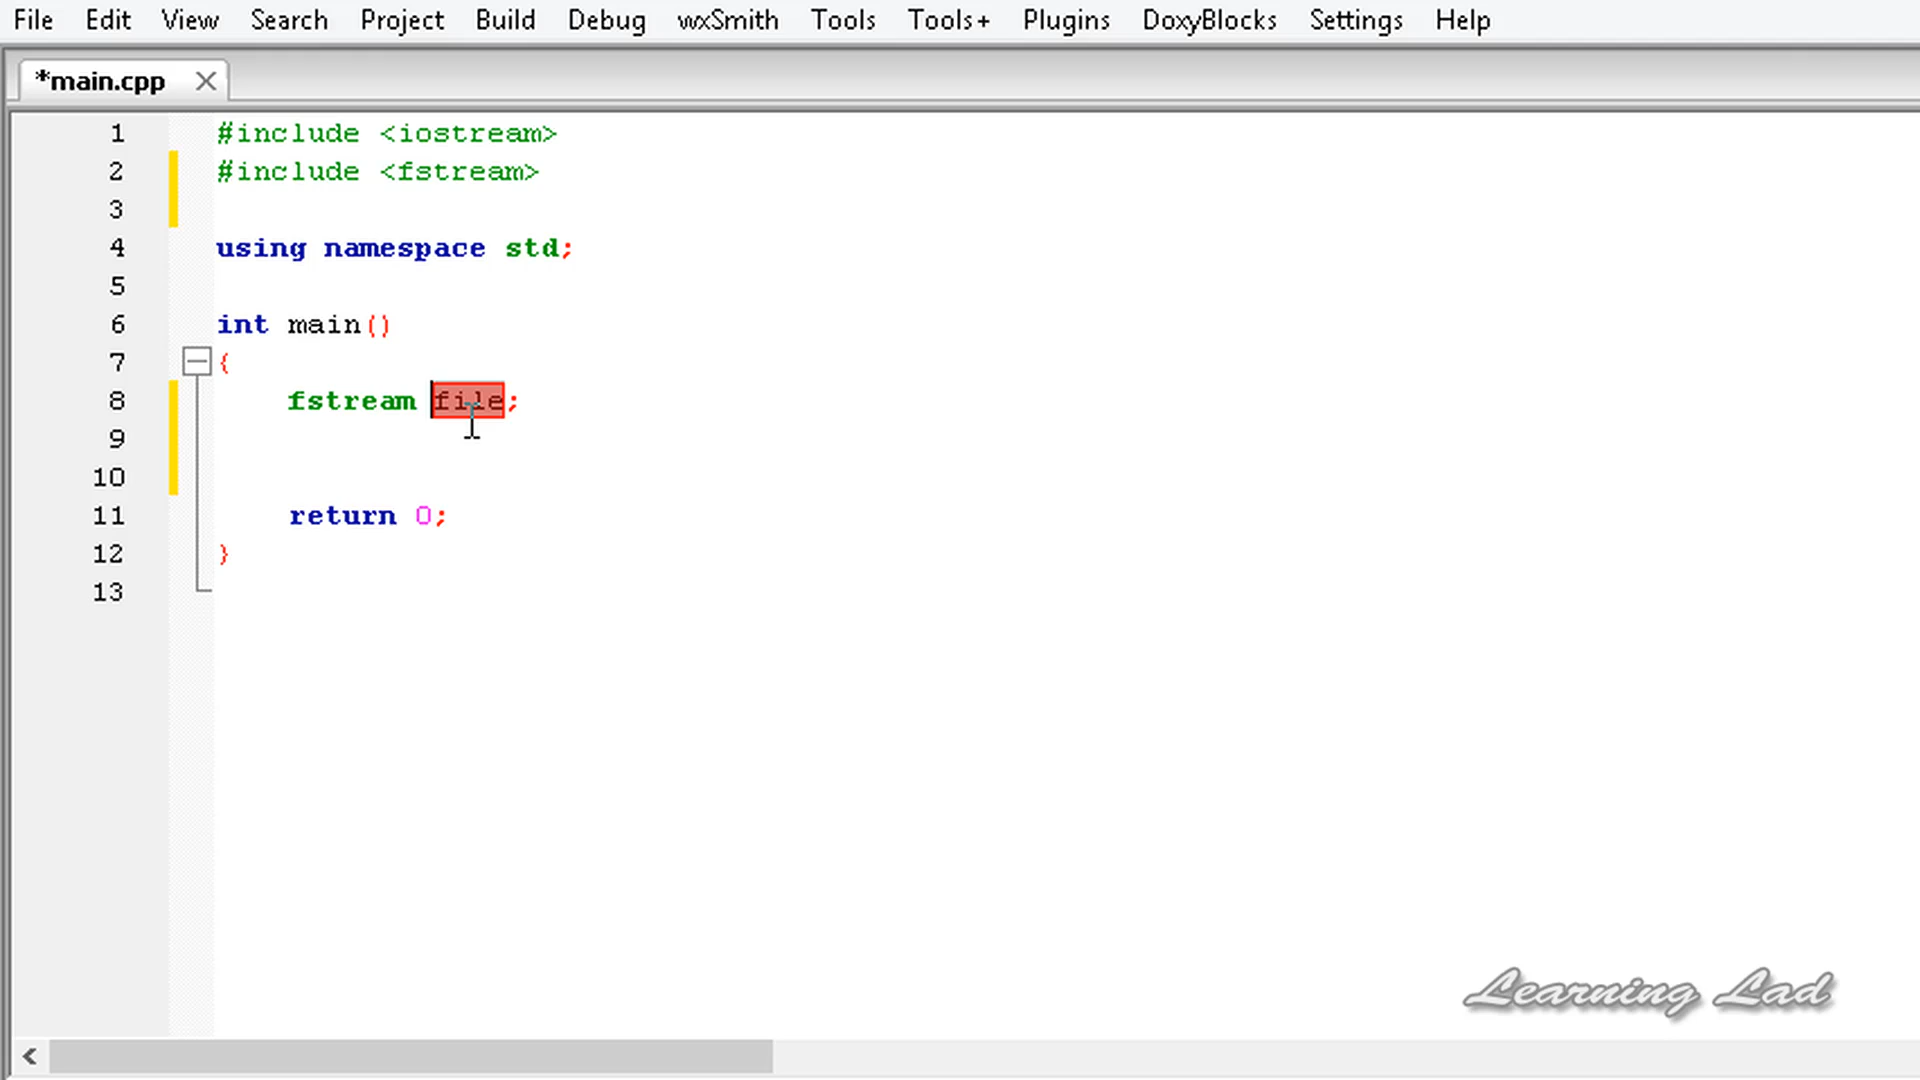 File Edit View Search Project Build Debug wxSmith Tools Tools+ Plugins DoxyBlocks Settings Help
*main.cpp
1 #include <iostream>
2 #include <fstream>
3
4 using namespace std;
5
6 int main()
7 {
8 fstream file;
9
10
11 return 0;
12 }
13
Learning Lad